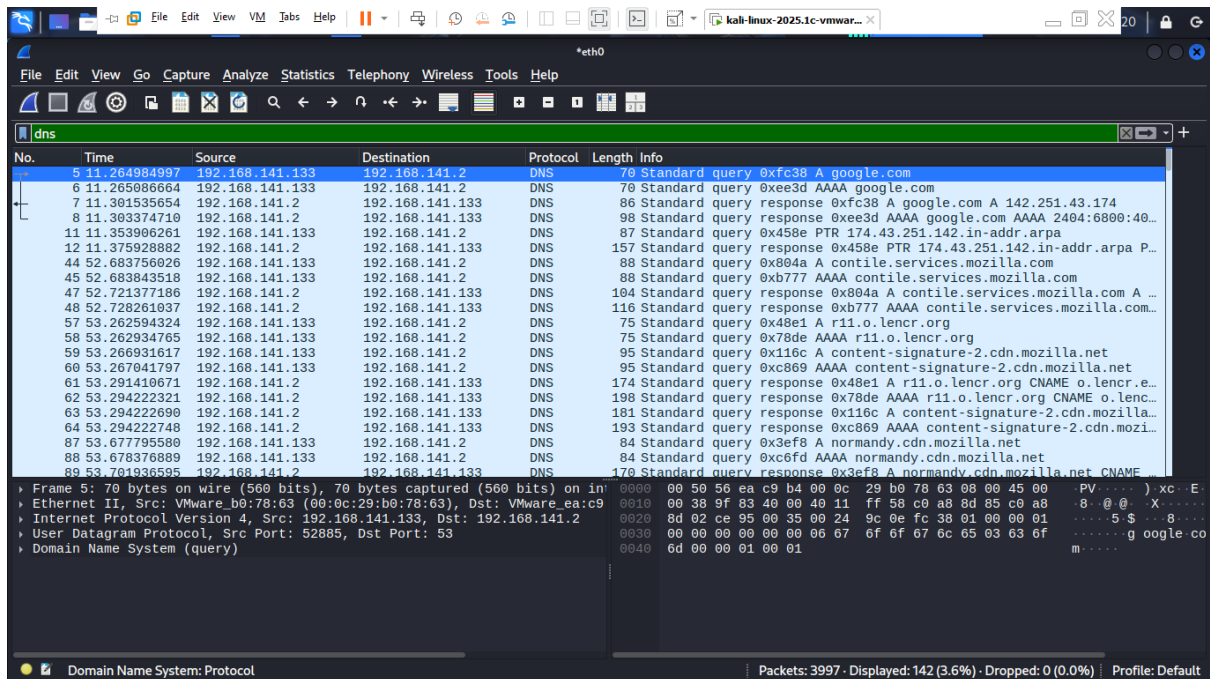 File Edit View VM Tabs Help kali-linux-2025.1c-vmwar... 20
*eth0
File Edit View Go Capture Analyze Statistics Telephony Wireless Tools Help
dns
No. Time Source Destination Protocol Length Info
5 11.264984997 192.168.141.133 192.168.141.2 DNS 70 Standard query 0xfc38 A google.com
6 11.265086664 192.168.141.133 192.168.141.2 DNS 70 Standard query 0xee3d AAAA google.com
7 11.301535654 192.168.141.2 192.168.141.133 DNS 86 Standard query response 0xfc38 A google.com A 142.251.43.174
8 11.303374710 192.168.141.2 192.168.141.133 DNS 98 Standard query response 0xee3d AAAA google.com AAAA 2404:6800:40…
11 11.353906261 192.168.141.133 192.168.141.2 DNS 87 Standard query 0x458e PTR 174.43.251.142.in-addr.arpa
12 11.375928882 192.168.141.2 192.168.141.133 DNS 157 Standard query response 0x458e PTR 174.43.251.142.in-addr.arpa P…
44 52.683756026 192.168.141.133 192.168.141.2 DNS 88 Standard query 0x804a A contile.services.mozilla.com
45 52.683843518 192.168.141.133 192.168.141.2 DNS 88 Standard query 0xb777 AAAA contile.services.mozilla.com
47 52.721377186 192.168.141.2 192.168.141.133 DNS 104 Standard query response 0x804a A contile.services.mozilla.com A …
48 52.728261037 192.168.141.2 192.168.141.133 DNS 116 Standard query response 0xb777 AAAA contile.services.mozilla.com…
57 53.262594324 192.168.141.133 192.168.141.2 DNS 75 Standard query 0x48e1 A r11.o.lencr.org
58 53.262934765 192.168.141.133 192.168.141.2 DNS 75 Standard query 0x78de AAAA r11.o.lencr.org
59 53.266931617 192.168.141.133 192.168.141.2 DNS 95 Standard query 0x116c A content-signature-2.cdn.mozilla.net
60 53.267041797 192.168.141.133 192.168.141.2 DNS 95 Standard query 0xc869 AAAA content-signature-2.cdn.mozilla.net
61 53.291410671 192.168.141.2 192.168.141.133 DNS 174 Standard query response 0x48e1 A r11.o.lencr.org CNAME o.lencr.e…
62 53.294222321 192.168.141.2 192.168.141.133 DNS 198 Standard query response 0x78de AAAA r11.o.lencr.org CNAME o.lenc…
63 53.294222690 192.168.141.2 192.168.141.133 DNS 181 Standard query response 0x116c A content-signature-2.cdn.mozilla…
64 53.294222748 192.168.141.2 192.168.141.133 DNS 193 Standard query response 0xc869 AAAA content-signature-2.cdn.mozi…
87 53.677795580 192.168.141.133 192.168.141.2 DNS 84 Standard query 0x3ef8 A normandy.cdn.mozilla.net
88 53.678376889 192.168.141.133 192.168.141.2 DNS 84 Standard query 0xc6fd AAAA normandy.cdn.mozilla.net
89 53.701936595 192.168.141.2 192.168.141.133 DNS 170 Standard query response 0x3ef8 A normandy.cdn.mozilla.net CNAME …
Frame 5: 70 bytes on wire (560 bits), 70 bytes captured (560 bits) on in
Ethernet II, Src: VMware_b0:78:63 (00:0c:29:b0:78:63), Dst: VMware_ea:c9
Internet Protocol Version 4, Src: 192.168.141.133, Dst: 192.168.141.2
User Datagram Protocol, Src Port: 52885, Dst Port: 53
Domain Name System (query)
0000 00 50 56 ea c9 b4 00 0c 29 b0 78 63 08 00 45 00 ·PV·····)·xc··E·
0010 00 38 9f 83 40 00 40 11 ff 58 c0 a8 8d 85 c0 a8 ·8··@·@··X······
0020 8d 02 ce 95 00 35 00 24 9c 0e fc 38 01 00 00 01 ·····5·$···8····
0030 00 00 00 00 00 00 06 67 6f 6f 67 6c 65 03 63 6f ·······g oogle·co
0040 6d 00 00 01 00 01 m·····
Domain Name System: Protocol Packets: 3997 · Displayed: 142 (3.6%) · Dropped: 0 (0.0%) Profile: Default